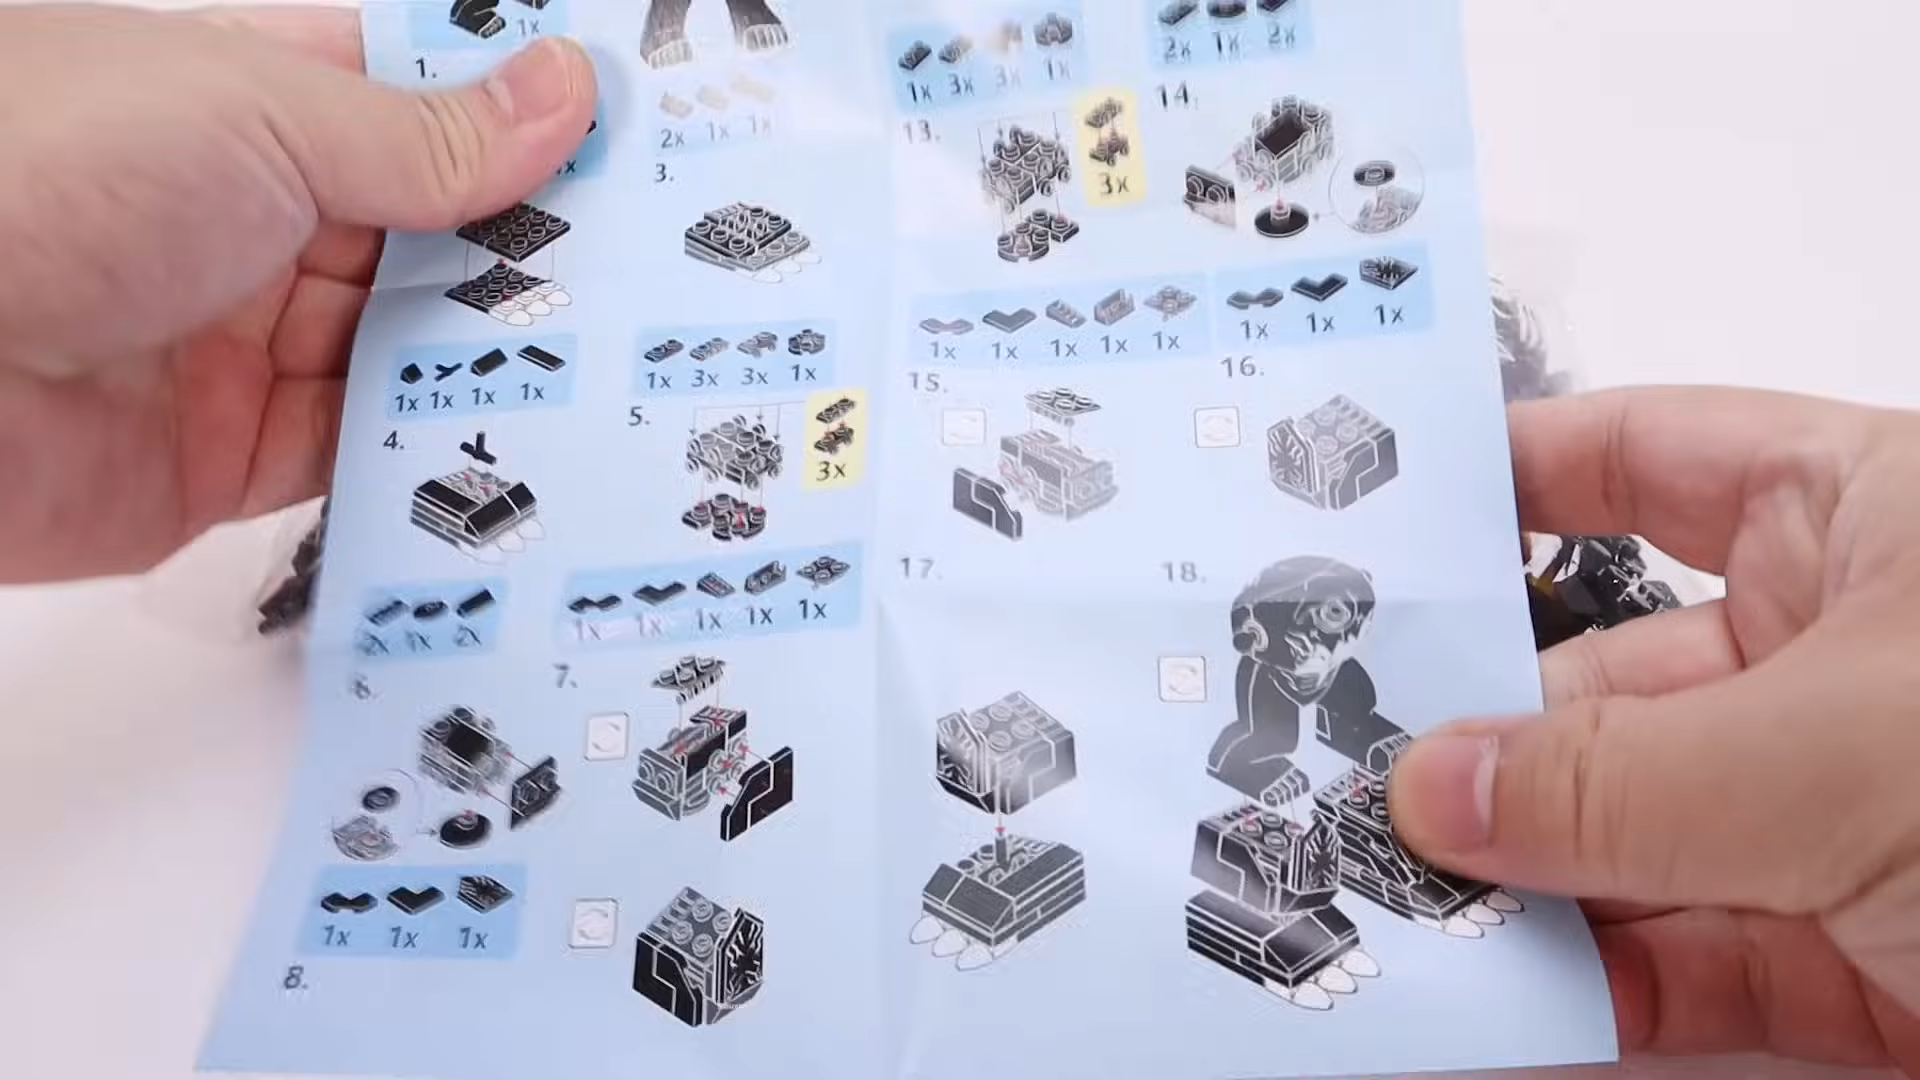 1x
1.
1x
2x 1x 1x
3.
1x 1x 1x 1x
4.
1x 3x 3x 1x
5.
3x
2x 1x 2x
6.
1x 1x 1x 1x 1x
7.
1x 1x 1x
8.
1x 3x 3x 1x
13.
3x
2x 1x 2x
14.
1x 1x 1x 1x 1x
15.
1x 1x 1x
16.
17.
18.